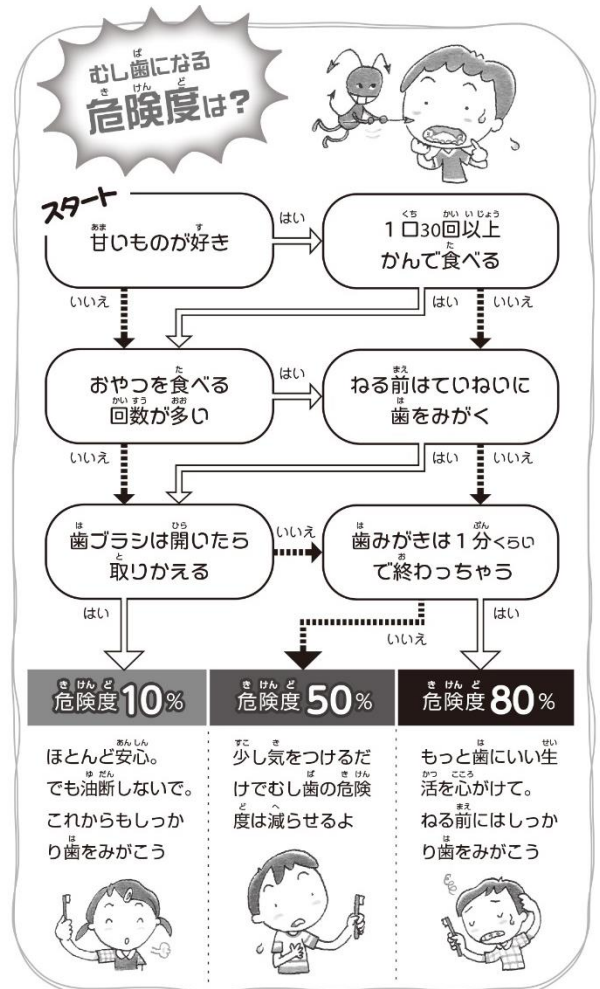 むし歯になる
危険度は？
スタート
甘いものが好き
はい
1口30回以上
かんで食べる
いいえ
はい
いいえ
おやつを食べる
回数が多い
はい
ねる前はていねいに
歯をみがく
いいえ
はい
いいえ
歯ブラシは開いたら
取りかえる
いいえ
歯みがきは1分くらい
で終わっちゃう
はい
いいえ
はい
危険度10%
ほとんど安心。
でも油断しないで。
これからもしっか
り歯をみがこう
危険度50%
少し気をつけるだ
けでむし歯の危険
度は減らせるよ
危険度80%
もっと歯にいい生
活を心がけて。
ねる前にはしっか
り歯をみがこう